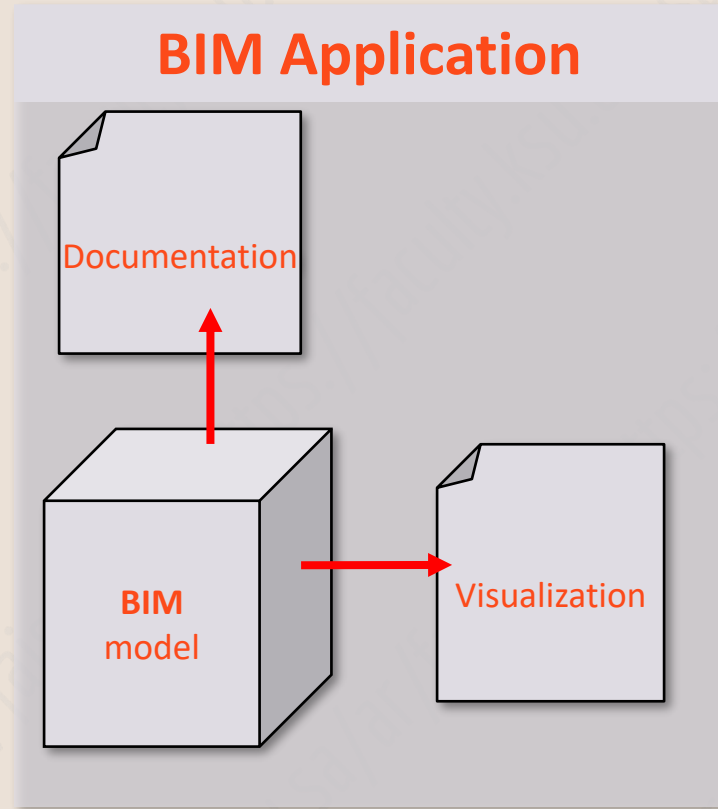 BIM Application
Documentation
BIM
model
Visualization